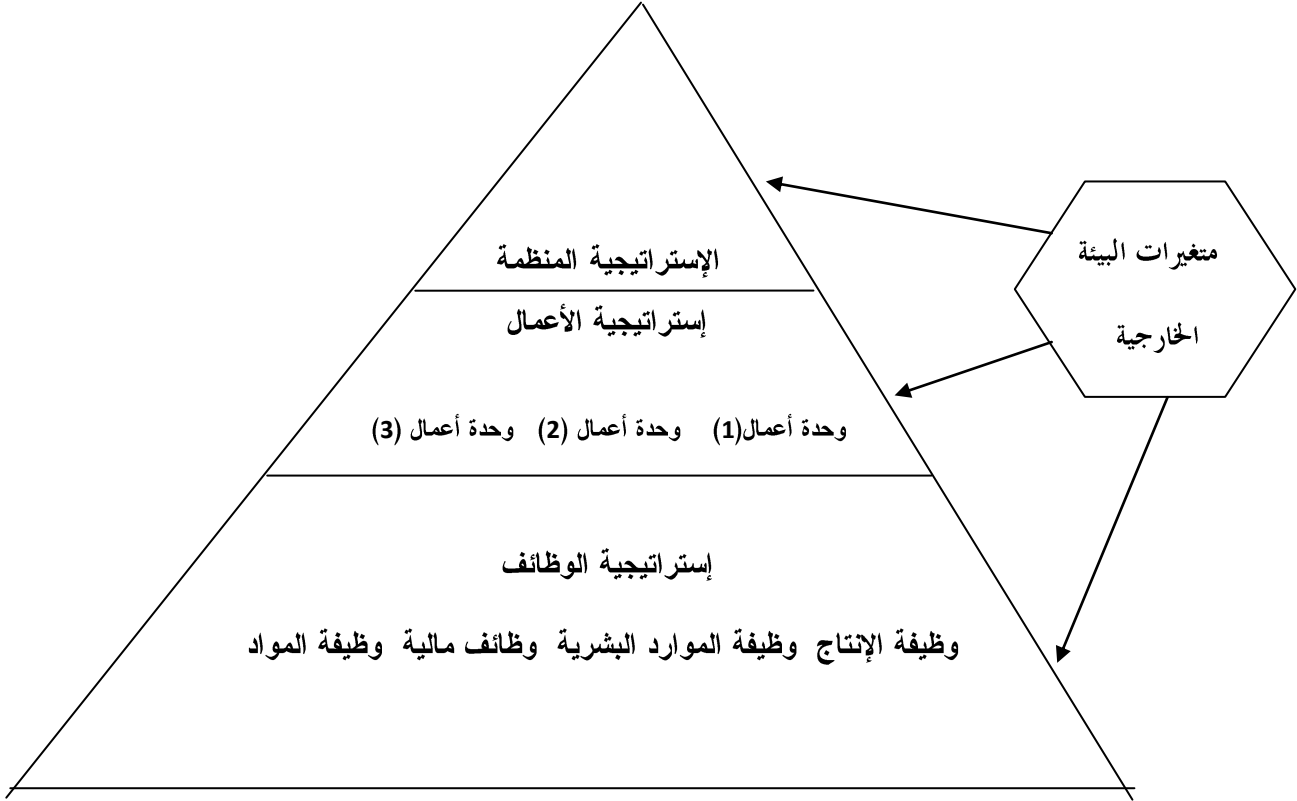 الإستراتيجية المنظمة
إستراتيجية الأعمال
وحدة أعمال(1) وحدة أعمال (2) وحدة أعمال (3)
إستراتيجية الوظائف
وظيفة الإنتاج وظيفة الموارد البشرية وظائف مالية وظيفة المواد
متغيرات البيئة
الخارجية